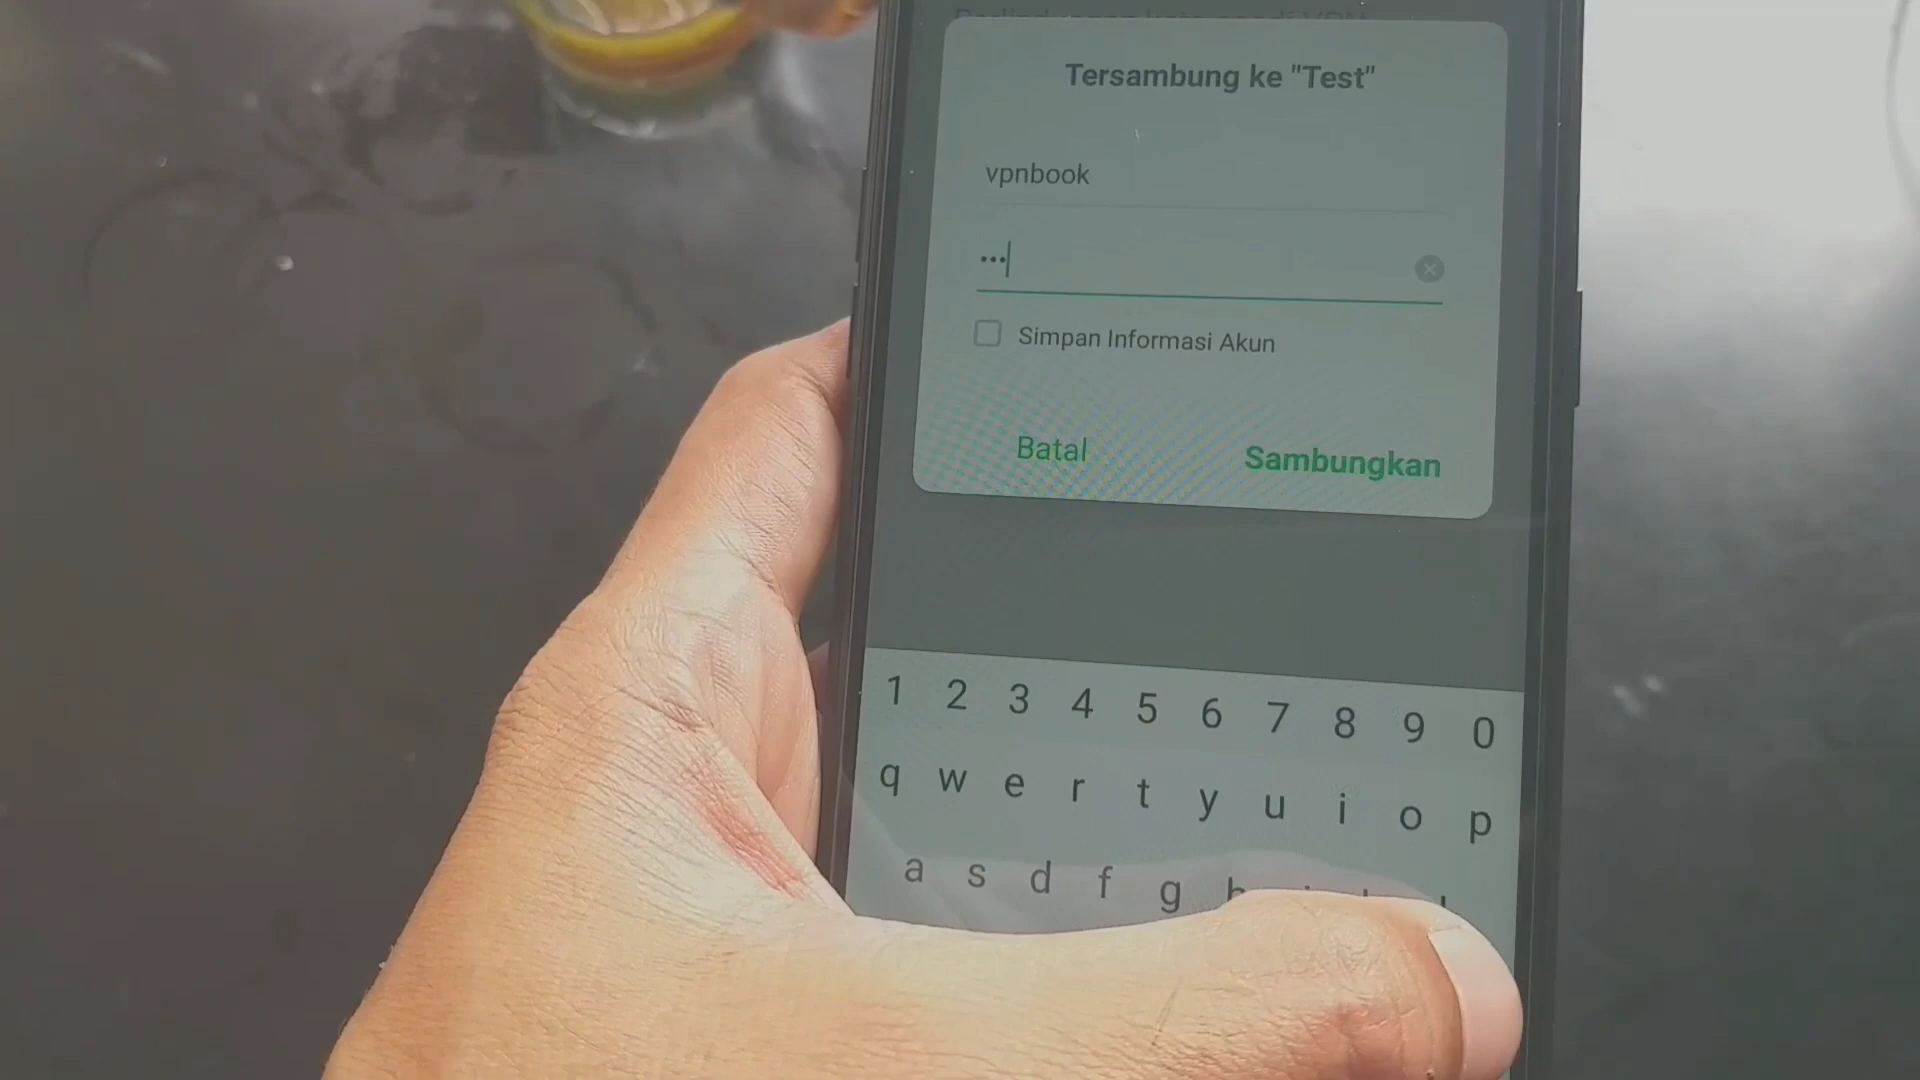 Tersambung ke "Test"
vpnbook
•••
Simpan Informasi Akun
Batal Sambungkan
1 2 3 4 5 6 7 8 9 0
q w e r t y u i o p
a s d f g